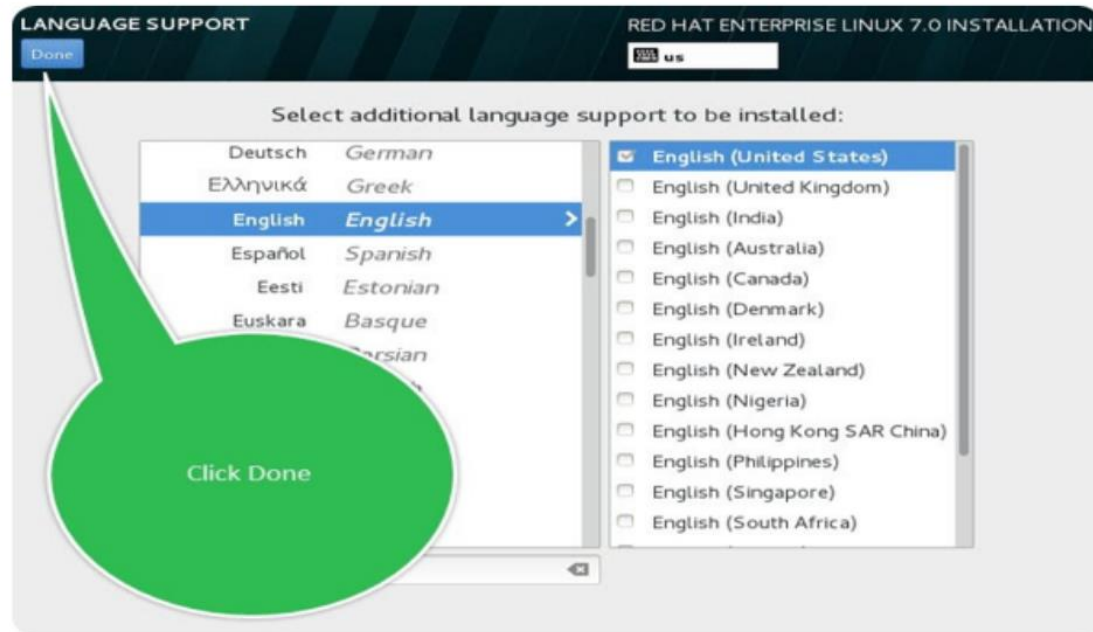 LANGUAGE SUPPORT
RED HAT ENTERPRISE LINUX 7.0 INSTALLATION
Done
us
Select additional language support to be installed:
Deutsch German
Ελληνικά Greek
English English
Español Spanish
Eesti Estonian
Euskara Basque
English (United States)
English (United Kingdom)
English (India)
English (Australia)
English (Canada)
English (Denmark)
English (Ireland)
English (New Zealand)
English (Nigeria)
English (Hong Kong SAR China)
English (Philippines)
English (Singapore)
English (South Africa)
Click Done